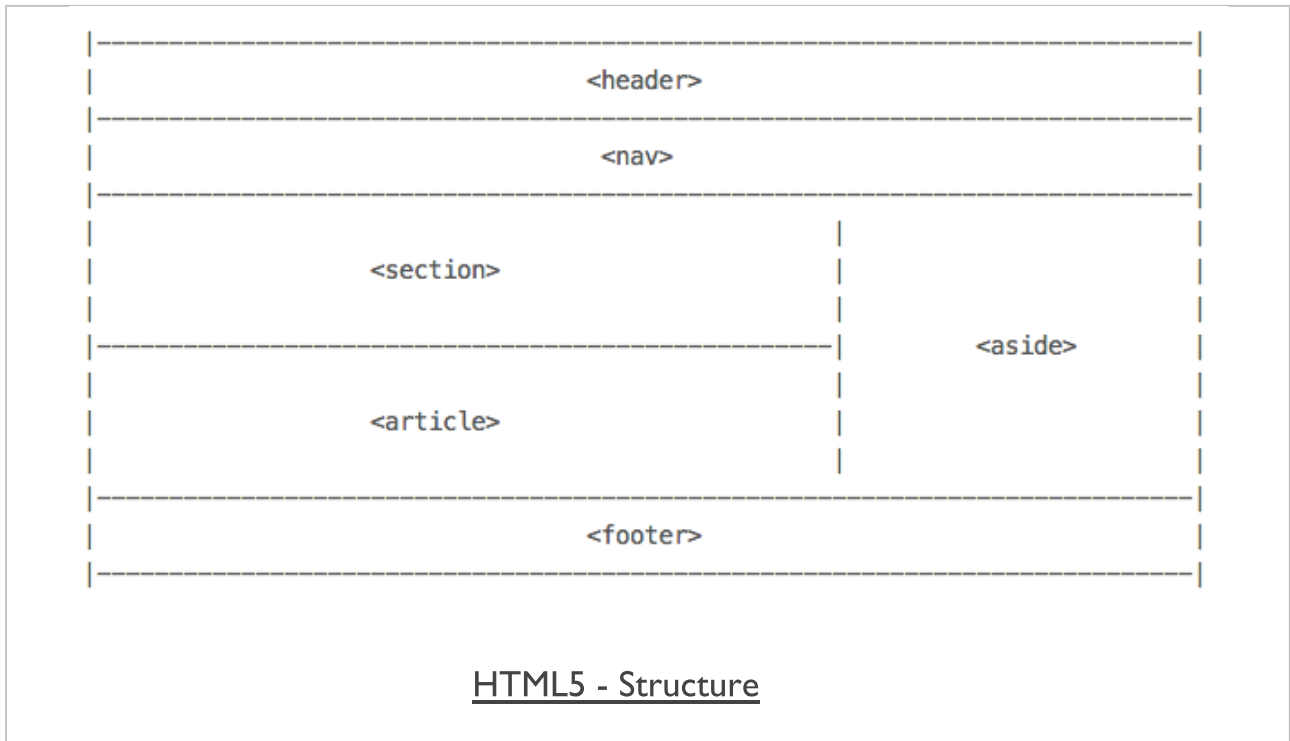 |----------------------------------------------------------------------------|
| <header> |
|----------------------------------------------------------------------------|
| <nav> |
|----------------------------------------------------------------------------|
| | |
| <section> | |
| | |
|---------------------------------------------------| <aside> |
| | |
| <article> | |
| | |
|----------------------------------------------------------------------------|
| <footer> |
|----------------------------------------------------------------------------|
HTML5 - Structure